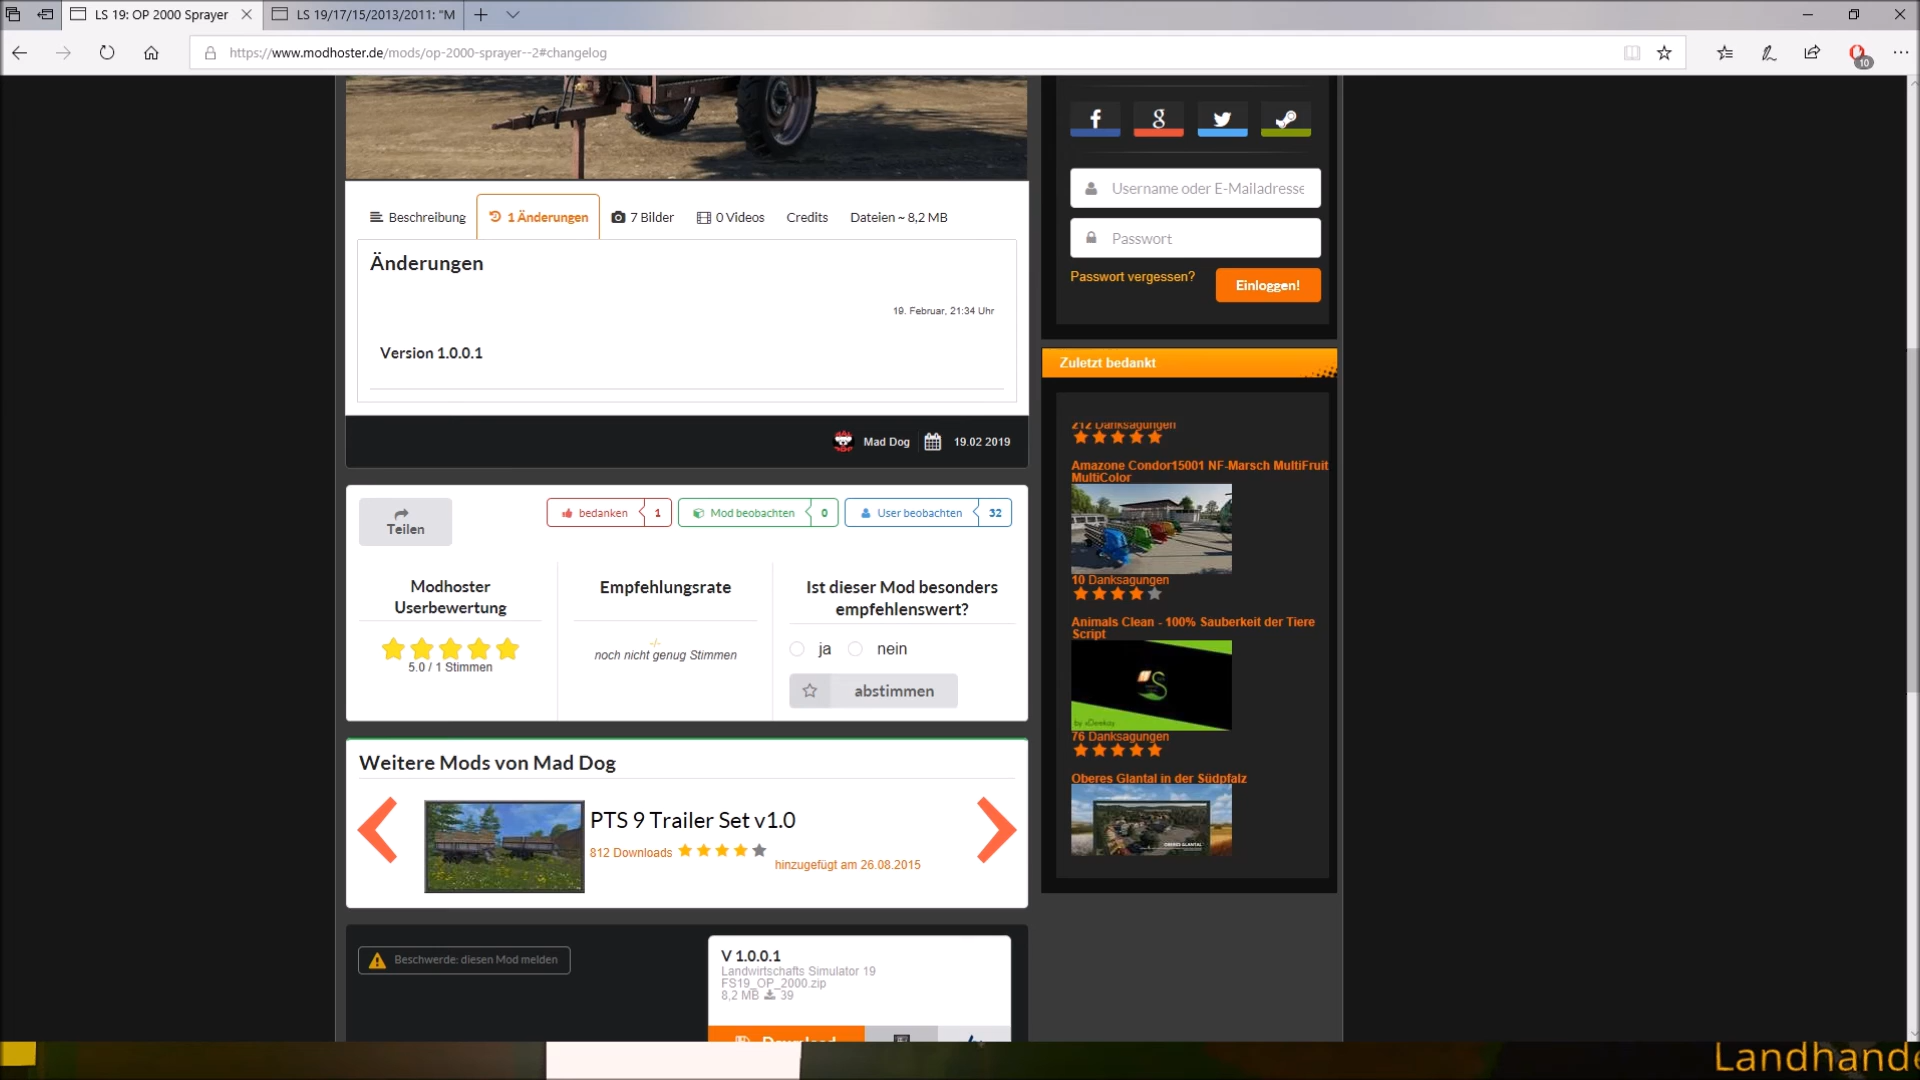 LS 19: OP 2000 Sprayer
LS 19/17/15/2013/2011: "M
https://www.modhoster.de/mods/op-2000-sprayer--2#changelog
10
Beschreibung
1 Änderungen
7 Bilder
0 Videos
Credits
Dateien ~ 8,2 MB
Änderungen
19. Februar, 21:34 Uhr
Version 1.0.0.1
Mad Dog
19.02 2019
Teilen
bedanken 1
Mod beobachten 0
User beobachten 32
Modhoster
Userbewertung
5.0 / 1 Stimmen
Empfehlungsrate
-/-
noch nicht genug Stimmen
Ist dieser Mod besonders
empfehlenswert?
ja
nein
abstimmen
Weitere Mods von Mad Dog
PTS 9 Trailer Set v1.0
812 Downloads
hinzugefügt am 26.08.2015
Beschwerde: diesen Mod melden
V 1.0.0.1
Landwirtschafts Simulator 19
FS19_OP_2000.zip
8,2 MB 39
Download
Username oder E-Mailadresse
Passwort
Passwort vergessen?
Einloggen!
Zuletzt bedankt
212 Danksagungen
Amazone Condor15001 NF-Marsch MultiFruit
MultiColor
10 Danksagungen
Animals Clean - 100% Sauberkeit der Tiere
Script
76 Danksagungen
Oberes Glantal in der Südpfalz
OBERES GLANTAL
Landhande